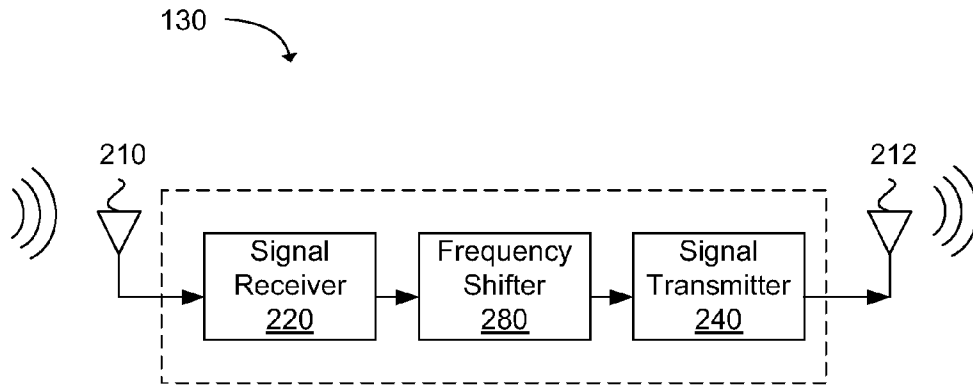 130
210
212
Signal
Receiver
220
Frequency
Shifter
280
Signal
Transmitter
240